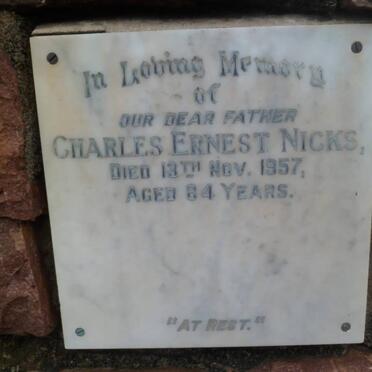 In Loving Memory
of
OUR DEAR FATHER
CHARLES ERNEST NICKS,
DIED 13TH NOV. 1957,
AGED 84 YEARS.
"AT REST."